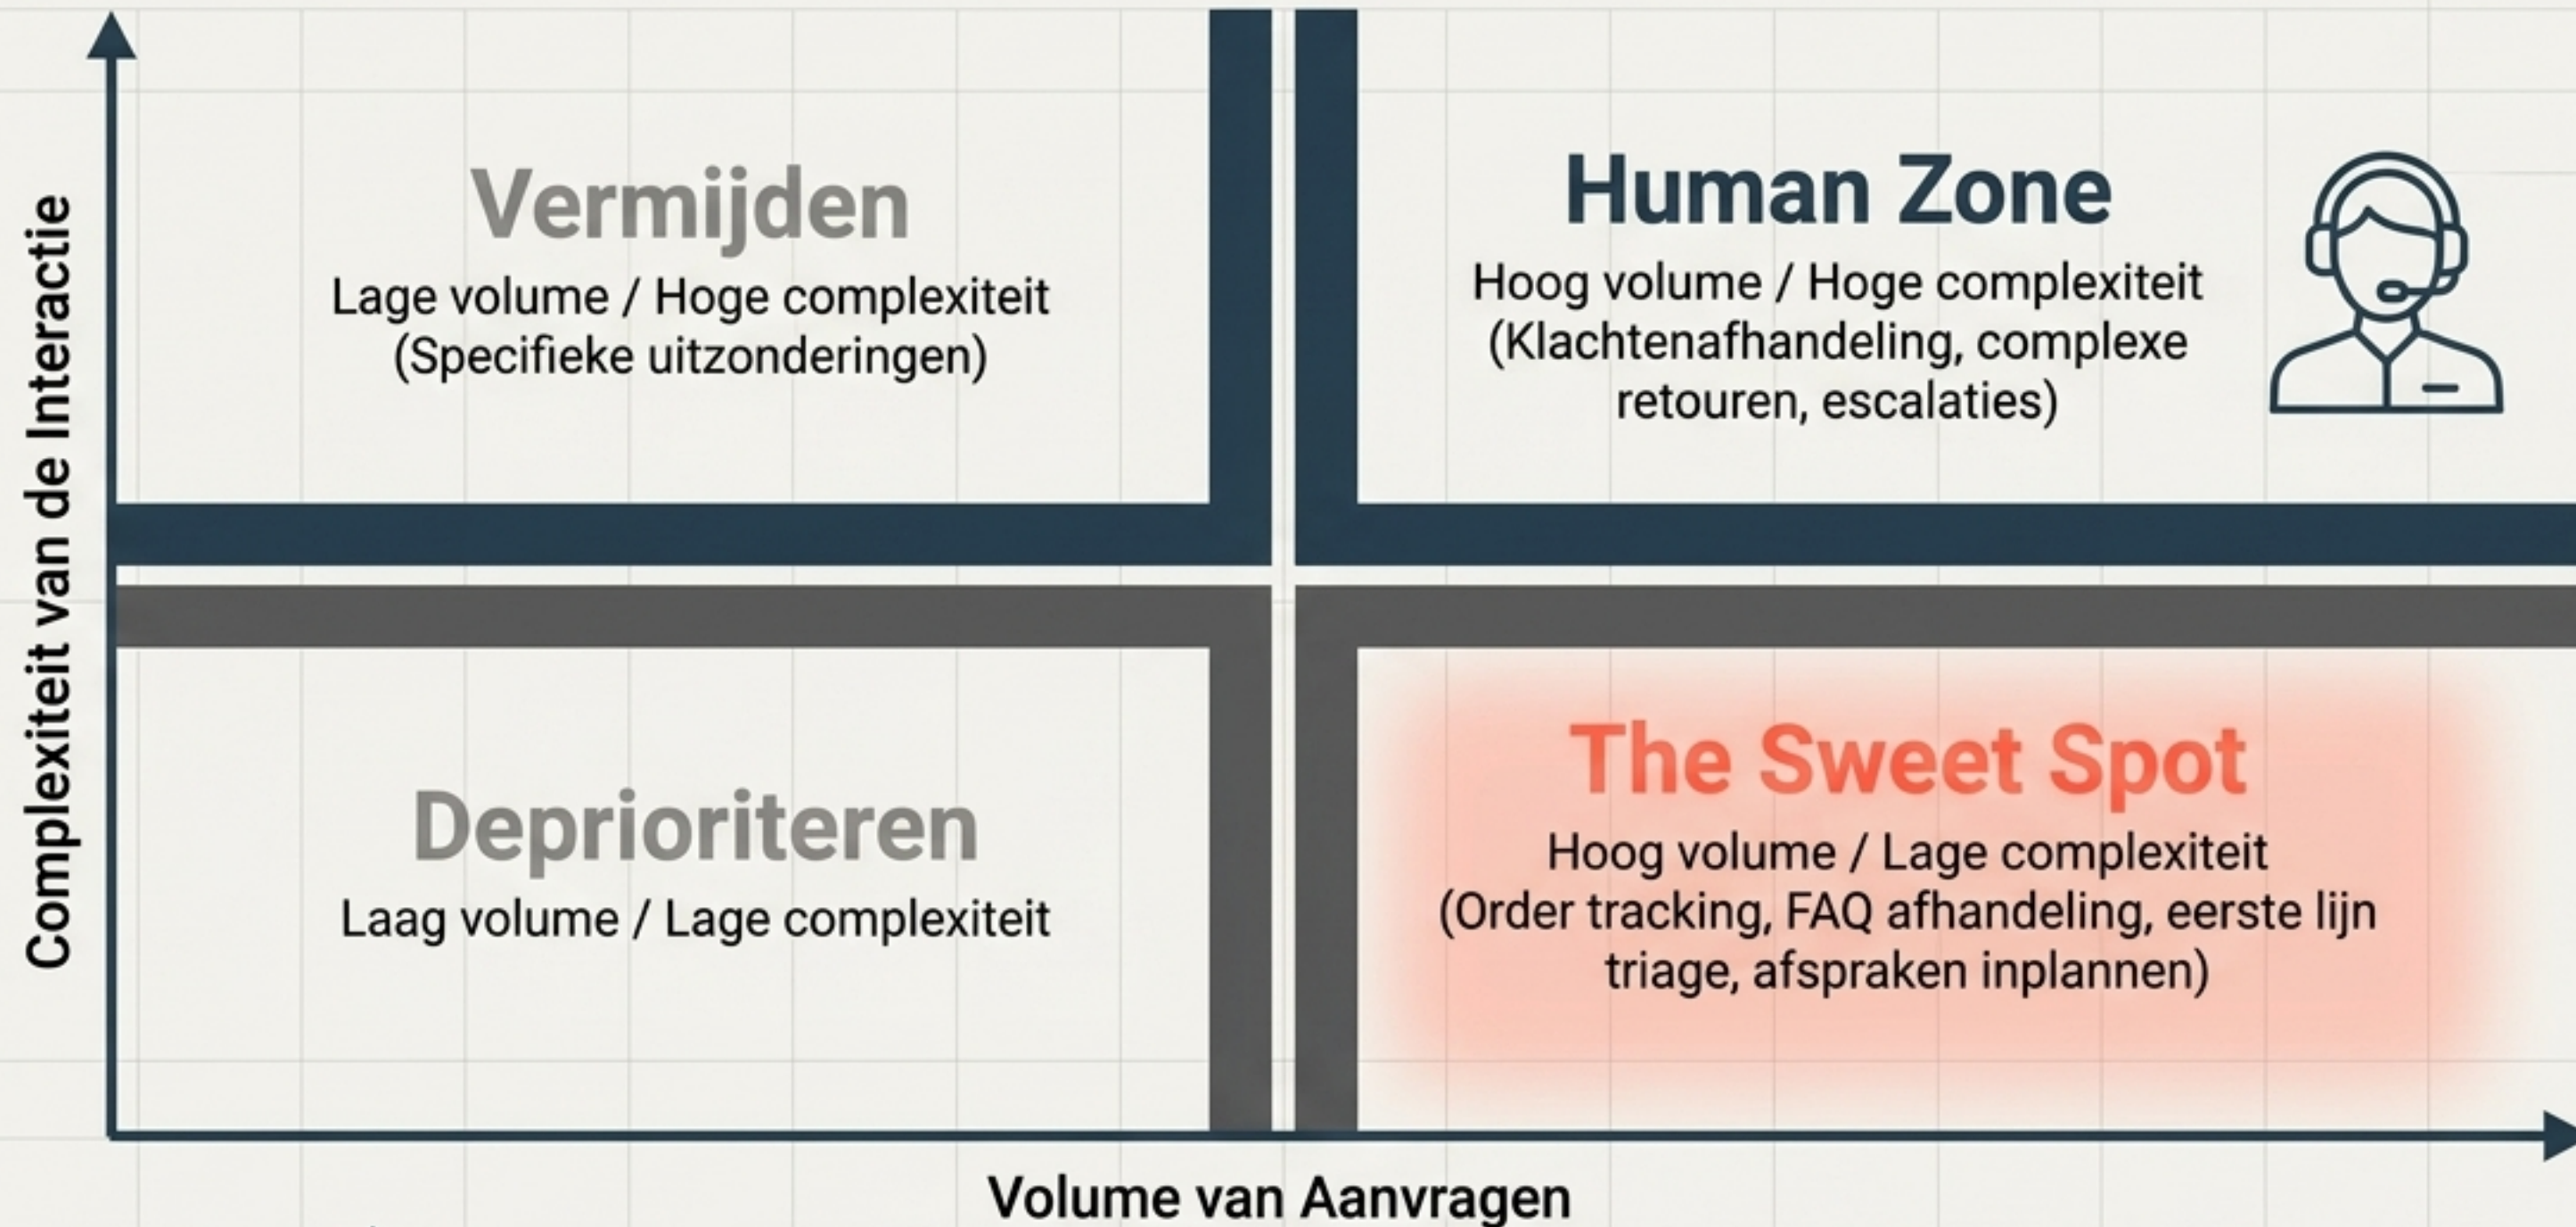 Complexiteit van de Interactie
Vermijden
Lage volume / Hoge complexiteit
(Specifieke uitzonderingen)
Human Zone
Hoog volume / Hoge complexiteit
(Klachtenafhandeling, complexe
retouren, escalaties)
Deprioriteren
Laag volume / Lage complexiteit
The Sweet Spot
Hoog volume / Lage complexiteit
(Order tracking, FAQ afhandeling, eerste lijn
triage, afspraken inplannen)
Volume van Aanvragen